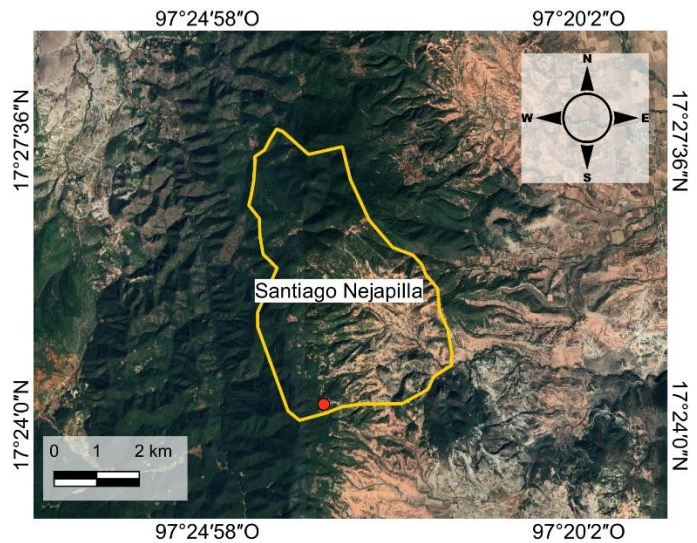 97°24′58″O 97°20′2″O
17°27′36″N
17°27′36″N
N
W E
S
Santiago Nejapilla
17°24′0″N
17°24′0″N
0 1 2 km
97°24′58″O 97°20′2″O